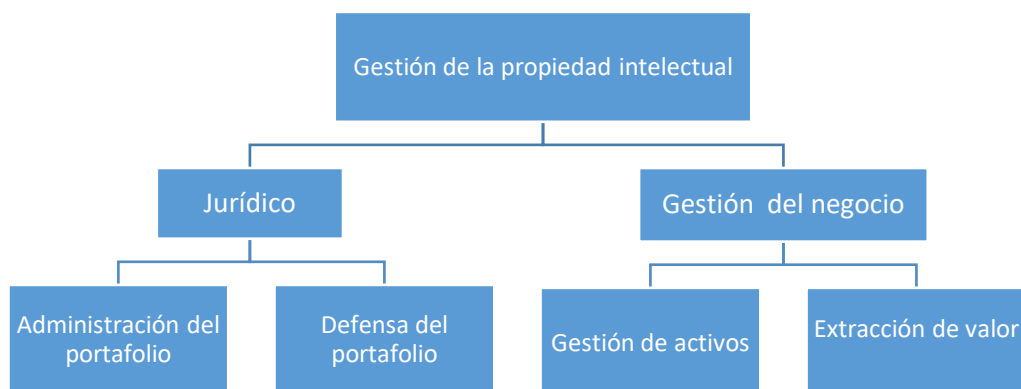 Gestión de la propiedad intelectual
Jurídico
Gestión del negocio
Administración del
portafolio
Defensa del
portafolio
Gestión de activos
Extracción de valor